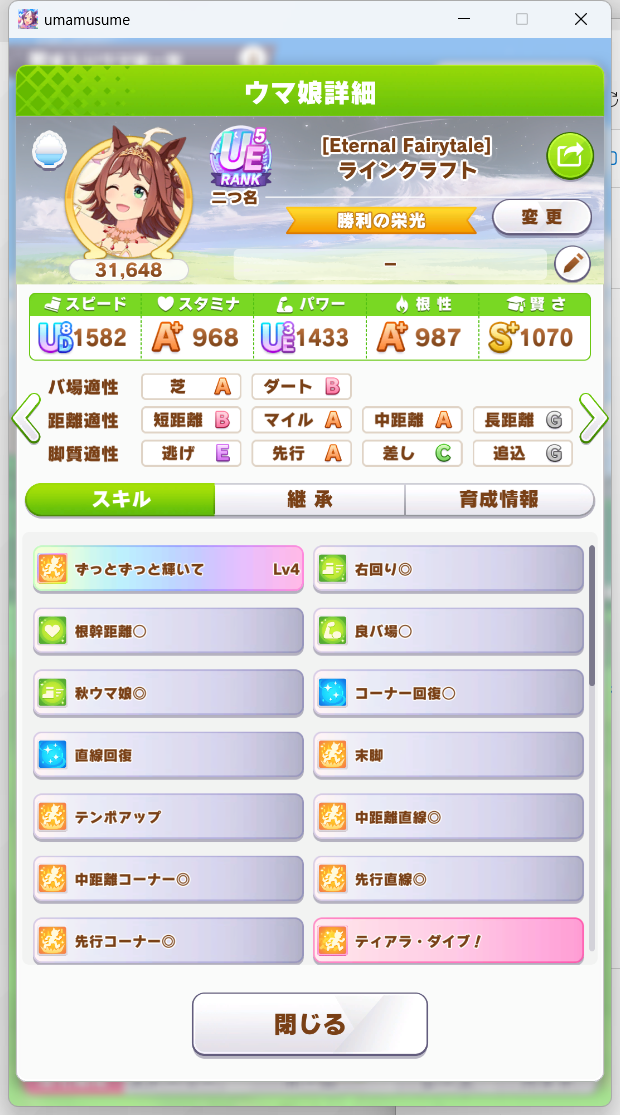 umamusume
ウマ娘詳細
UE5
RANK
二つ名
[Eternal Fairytale]
ラインクラフト
勝利の栄光
変更
31,648
–
スピード スタミナ パワー 根性 賢さ
UD8 1582 A+ 968 UE3 1433 A+ 987 S+ 1070
バ場適性 芝 A ダート B
距離適性 短距離 B マイル A 中距離 A 長距離 G
脚質適性 逃げ E 先行 A 差し C 追込 G
スキル 継承 育成情報
ずっとずっと輝いて Lv4 右回り◎
根幹距離○ 良バ場○
秋ウマ娘◎ コーナー回復○
直線回復 末脚
テンポアップ 中距離直線◎
中距離コーナー◎ 先行直線◎
先行コーナー◎ ティアラ・ダイブ！
閉じる